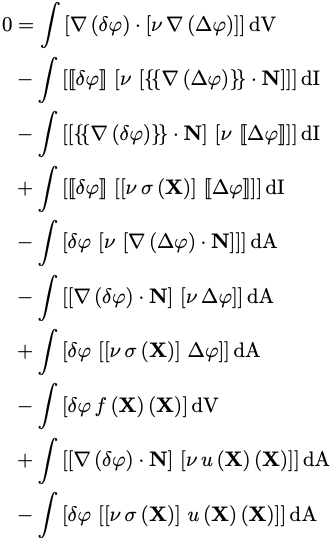 0 = ∫ [∇ (δφ) · [ν ∇ (Δφ)]] dV
− ∫ [⟦δφ⟧ [ν [{{∇ (Δφ)}} · N]]] dI
− ∫ [[{{∇ (δφ)}} · N] [ν ⟦Δφ⟧]] dI
+ ∫ [⟦δφ⟧ [[ν σ (X)] ⟦Δφ⟧]] dI
− ∫ [δφ [ν [∇ (Δφ) · N]]] dA
− ∫ [[∇ (δφ) · N] [ν Δφ]] dA
+ ∫ [δφ [[ν σ (X)] Δφ]] dA
− ∫ [δφ f (X) (X)] dV
+ ∫ [[∇ (δφ) · N] [ν u (X) (X)]] dA
− ∫ [δφ [[ν σ (X)] u (X) (X)]] dA